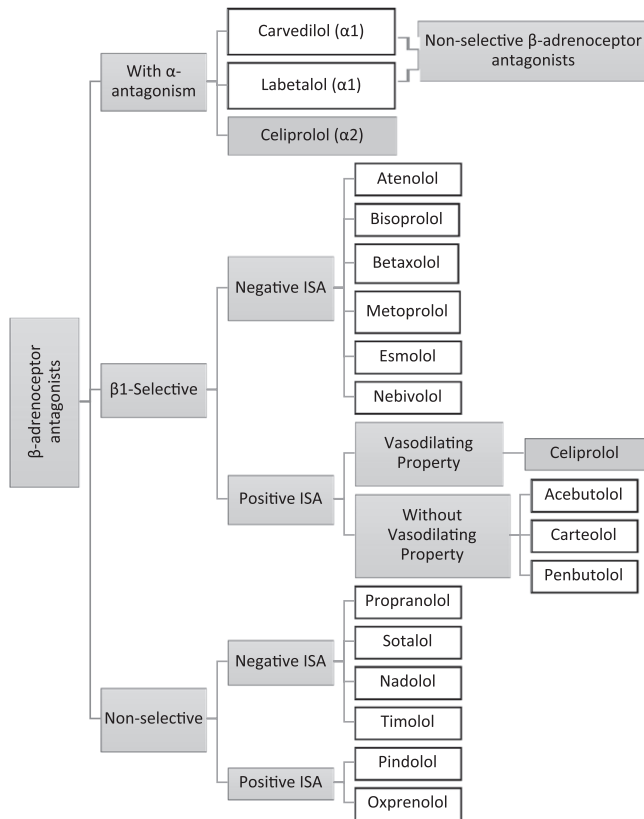 β-adrenoceptor
antagonists
With α-
antagonism
Carvedilol (α1)
Labetalol (α1)
Non-selective β-adrenoceptor
antagonists
Celiprolol (α2)
β1-Selective
Negative ISA
Atenolol
Bisoprolol
Betaxolol
Metoprolol
Esmolol
Nebivolol
Positive ISA
Vasodilating
Property
Celiprolol
Without
Vasodilating
Property
Acebutolol
Carteolol
Penbutolol
Non-selective
Negative ISA
Propranolol
Sotalol
Nadolol
Timolol
Positive ISA
Pindolol
Oxprenolol